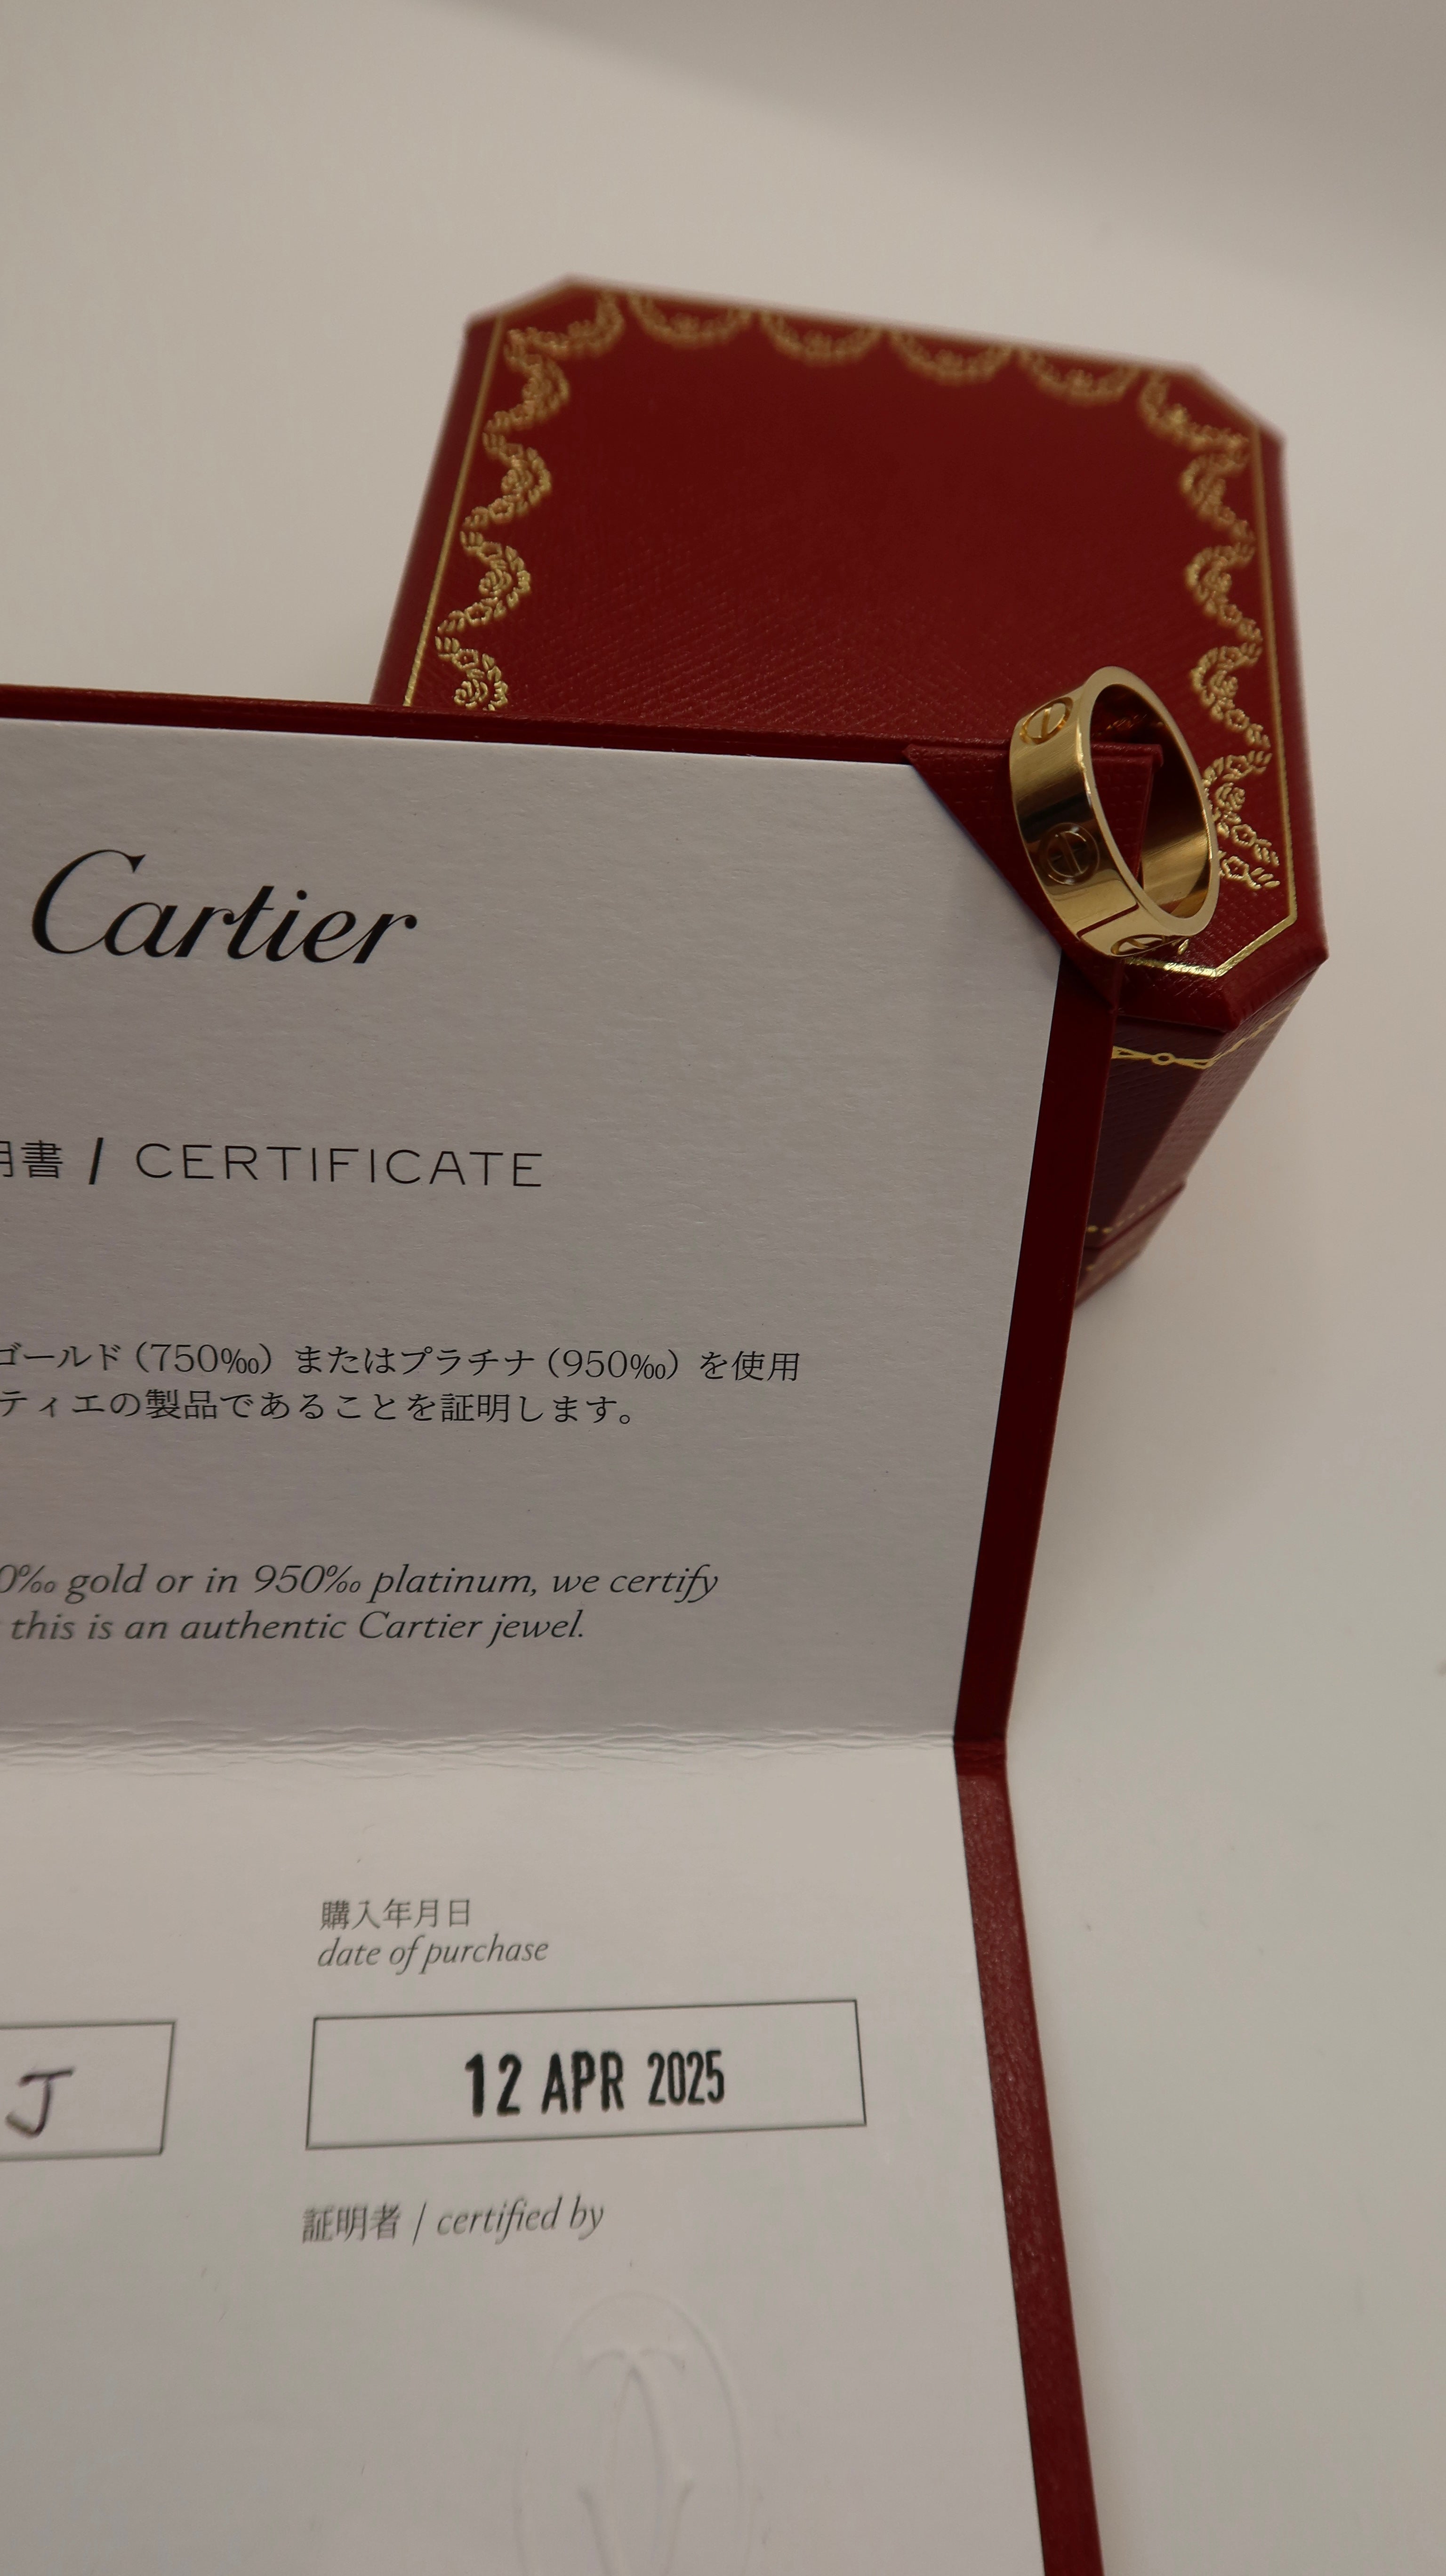 Cartier
明書 / CERTIFICATE
ゴールド（750‰）またはプラチナ（950‰）を使用
ティエの製品であることを証明します。
0‰ gold or in 950‰ platinum, we certify
this is an authentic Cartier jewel.
購入年月日
date of purchase
J
12 APR 2025
証明者 / certified by